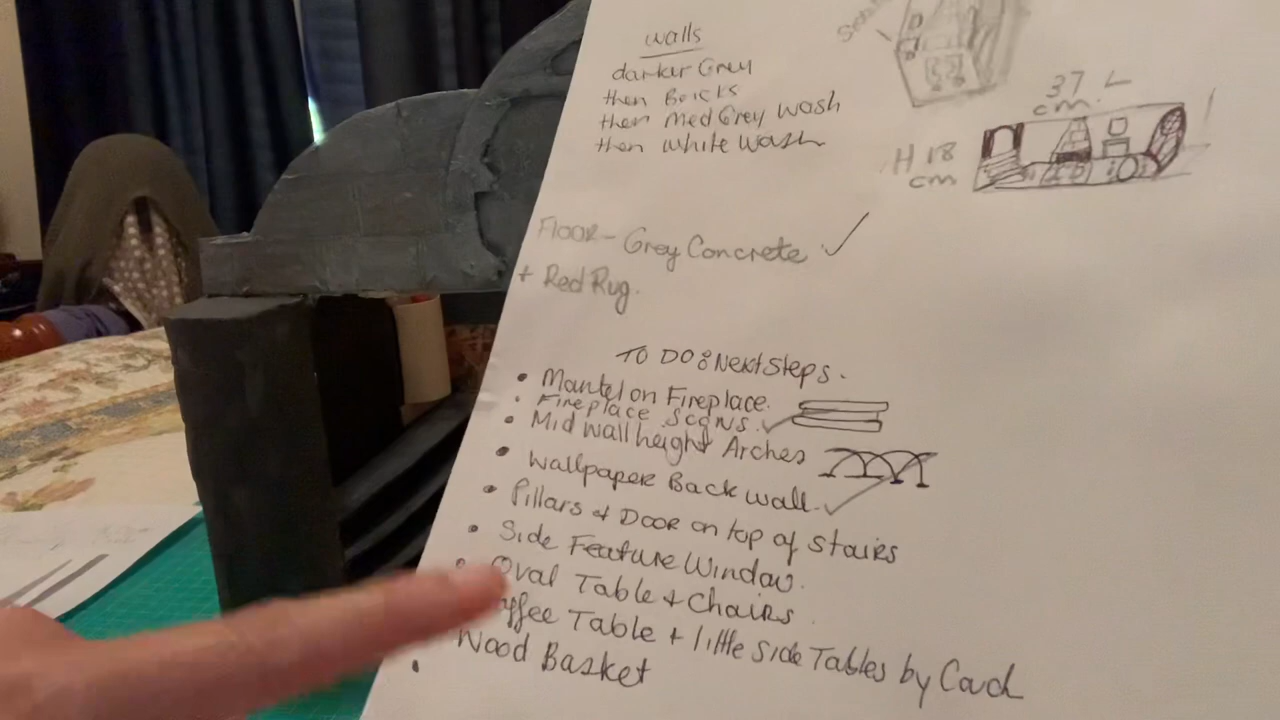 walls
darker Grey
then Bricks
then Med Grey wash
then white wash
37 L
cm.
H 18
cm
Floor - Grey Concrete
+ Red Rug.
TO DO: Next Steps.
• Mantel on Fireplace.
• Fireplace Scons.
• Mid wall height Arches
• Wallpaper Back wall.
• Pillars & Door on top of stairs
• Side Feature Window.
• Oval Table + Chairs
Table + little side Tables by Couch
Wood Basket
•